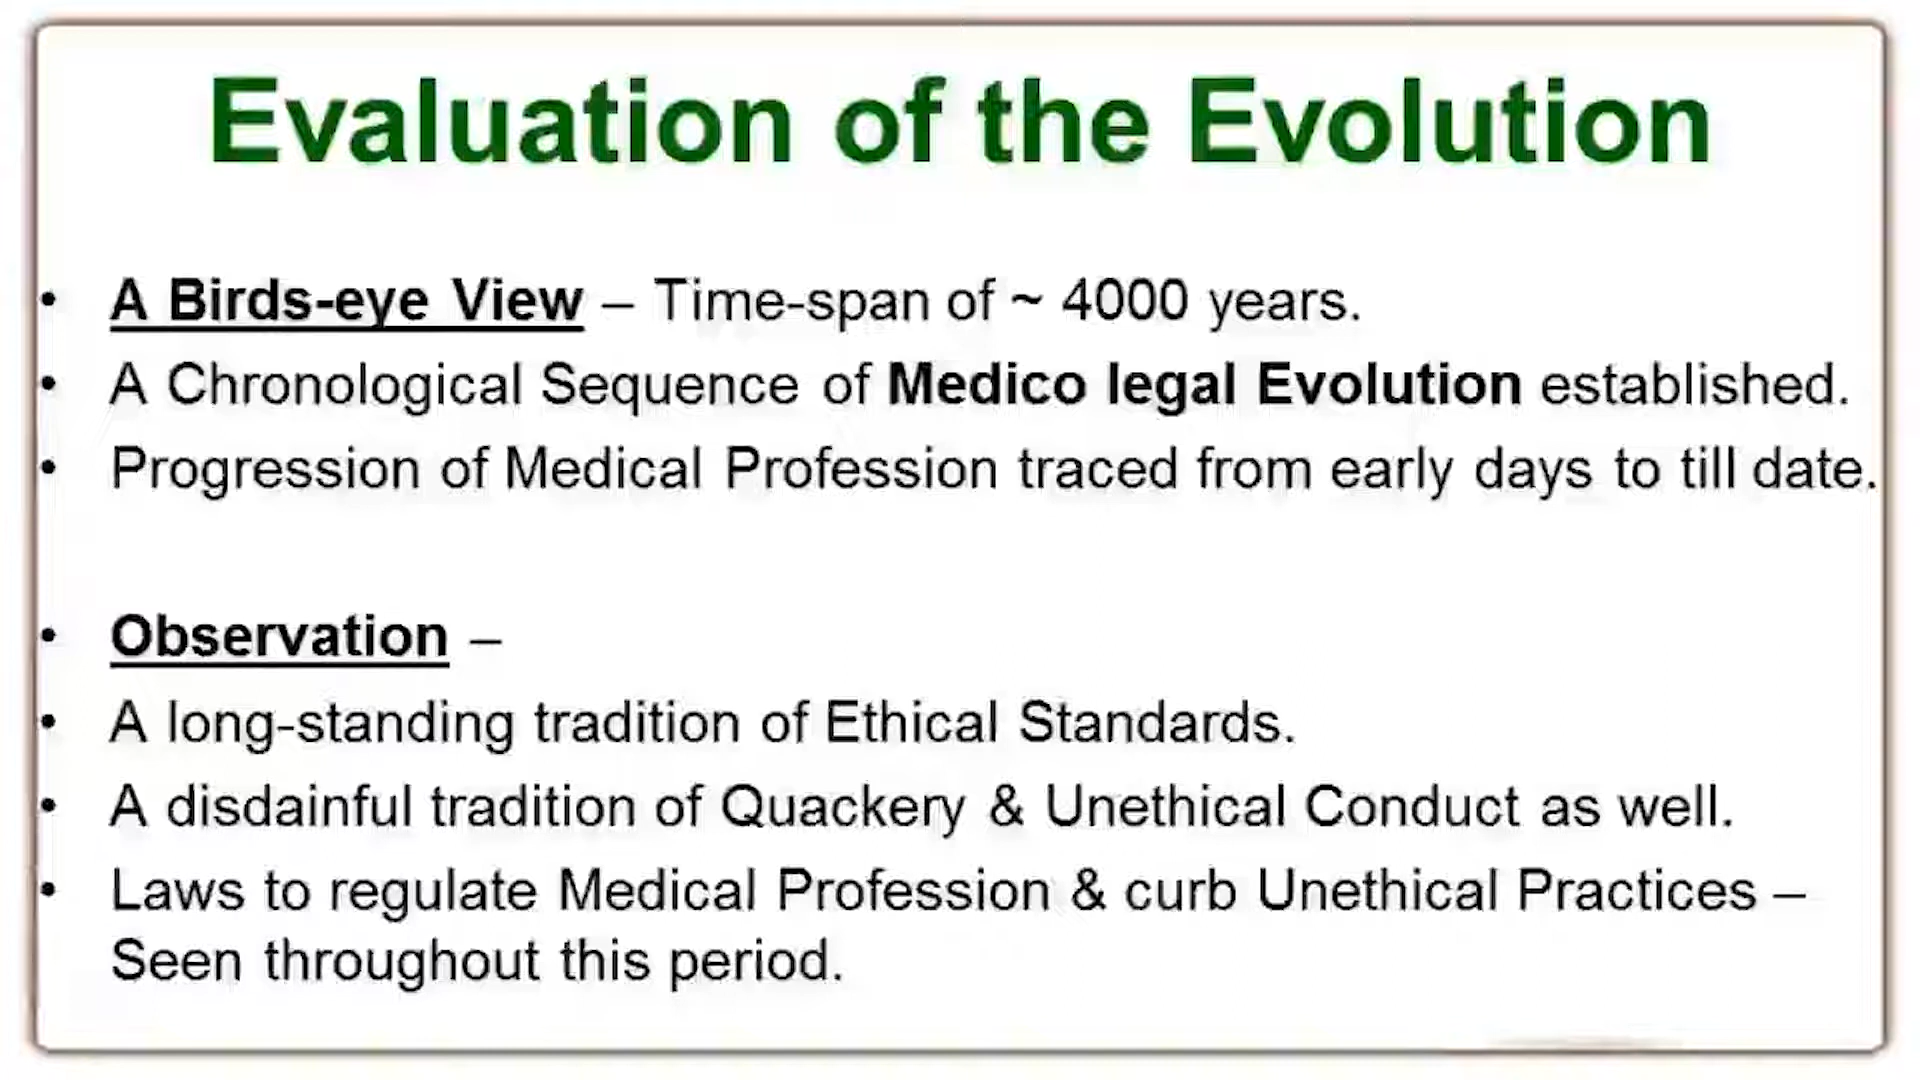 Evaluation of the Evolution
• A Birds-eye View – Time-span of ~ 4000 years.
• A Chronological Sequence of Medico legal Evolution established.
• Progression of Medical Profession traced from early days to till date.
• Observation –
• A long-standing tradition of Ethical Standards.
• A disdainful tradition of Quackery & Unethical Conduct as well.
• Laws to regulate Medical Profession & curb Unethical Practices –
Seen throughout this period.